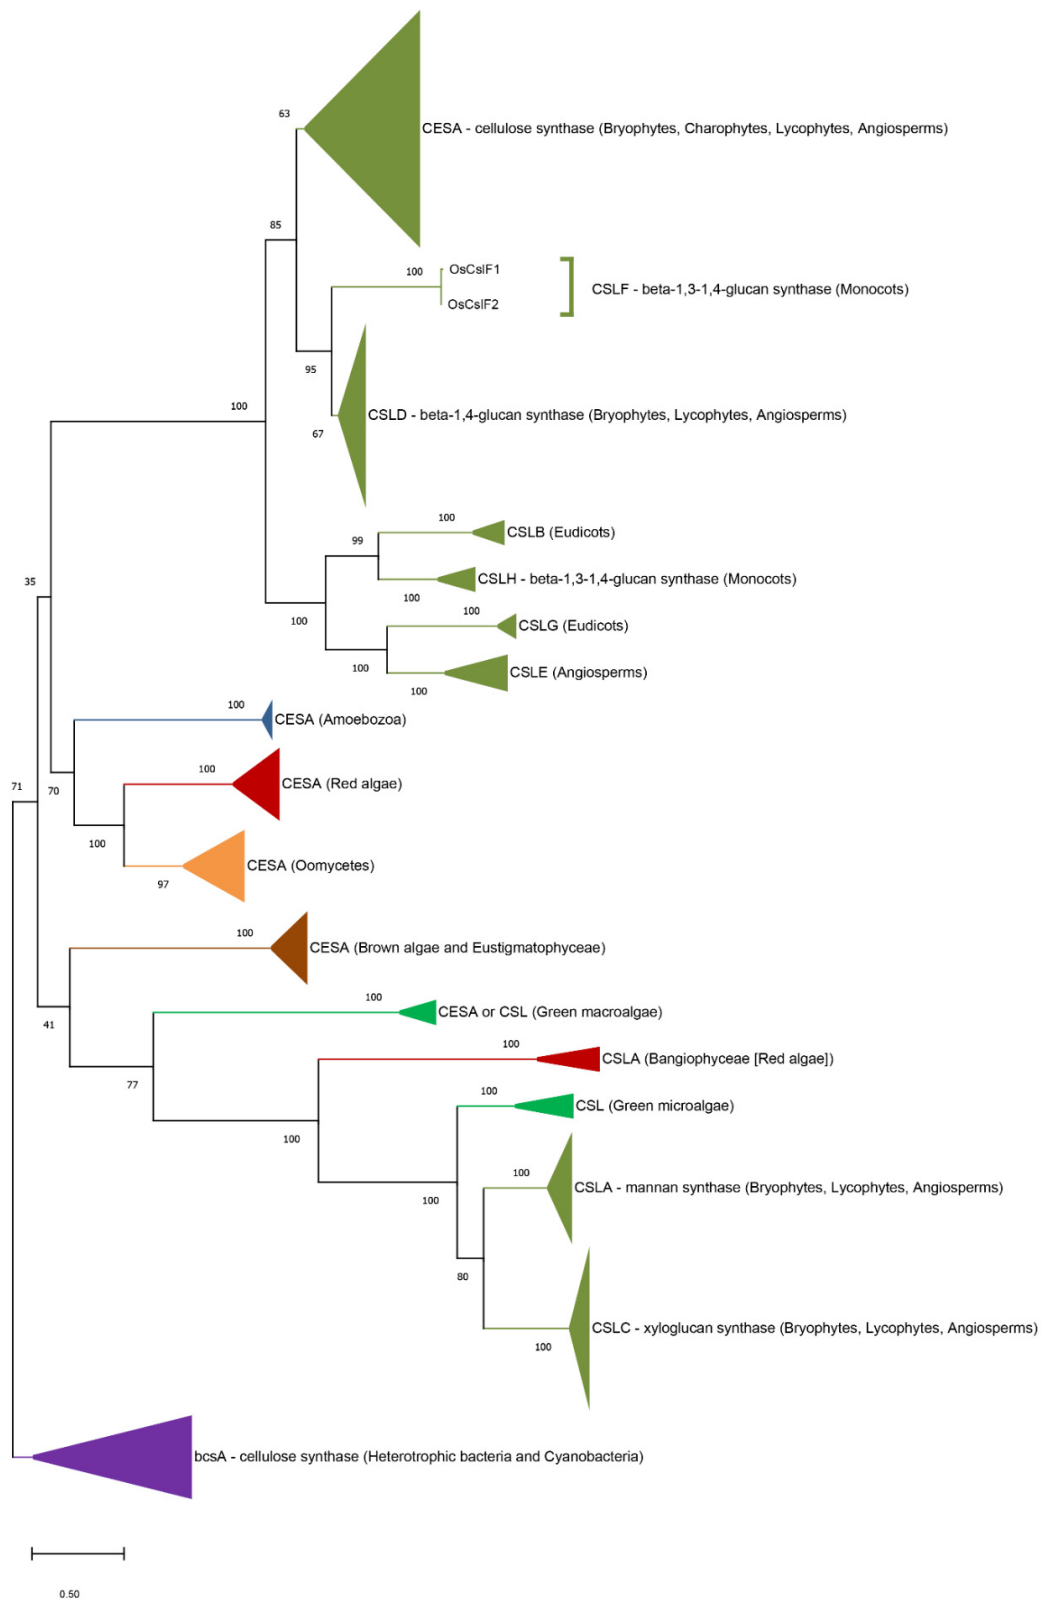 63
CESA - cellulose synthase (Bryophytes, Charophytes, Lycophytes, Angiosperms)
85
100
OsCslF1
CSLF - beta-1,3-1,4-glucan synthase (Monocots)
OsCslF2
95
100
CSLD - beta-1,4-glucan synthase (Bryophytes, Lycophytes, Angiosperms)
67
100
CSLB (Eudicots)
99
35
CSLH - beta-1,3-1,4-glucan synthase (Monocots)
100
100
100
CSLG (Eudicots)
100
CSLE (Angiosperms)
100
100
CESA (Amoebozoa)
100
CESA (Red algae)
71
70
100
CESA (Oomycetes)
97
100
CESA (Brown algae and Eustigmatophyceae)
100
CESA or CSL (Green macroalgae)
41
100
CSLA (Bangiophyceae [Red algae])
77
100
CSL (Green microalgae)
100
100
CSLA - mannan synthase (Bryophytes, Lycophytes, Angiosperms)
100
80
CSLC - xyloglucan synthase (Bryophytes, Lycophytes, Angiosperms)
100
bcsA - cellulose synthase (Heterotrophic bacteria and Cyanobacteria)
0.50